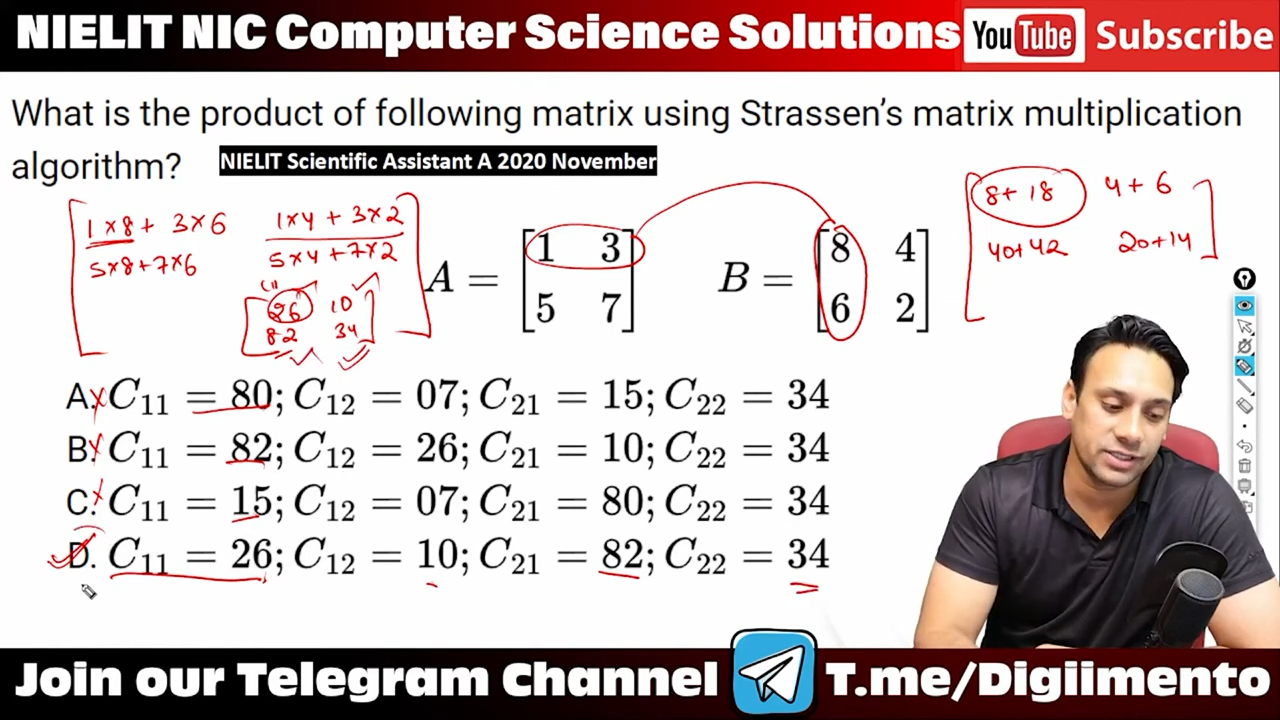 NIELIT NIC Computer Science Solutions YouTube Subscribe
What is the product of following matrix using Strassen’s matrix multiplication
algorithm? NIELIT Scientific Assistant A 2020 November
1×8+ 3×6 1×4 + 3×2
5×8+7×6 5×4+7×2
26 10
82 34
A = [1 3
5 7]
B = [8 4
6 2]
8+18 4+6
40+42 20+14
A. C11 = 80; C12 = 07; C21 = 15; C22 = 34
B. C11 = 82; C12 = 26; C21 = 10; C22 = 34
C. C11 = 15; C12 = 07; C21 = 80; C22 = 34
D. C11 = 26; C12 = 10; C21 = 82; C22 = 34
Join our Telegram Channel T.me/Digiimento